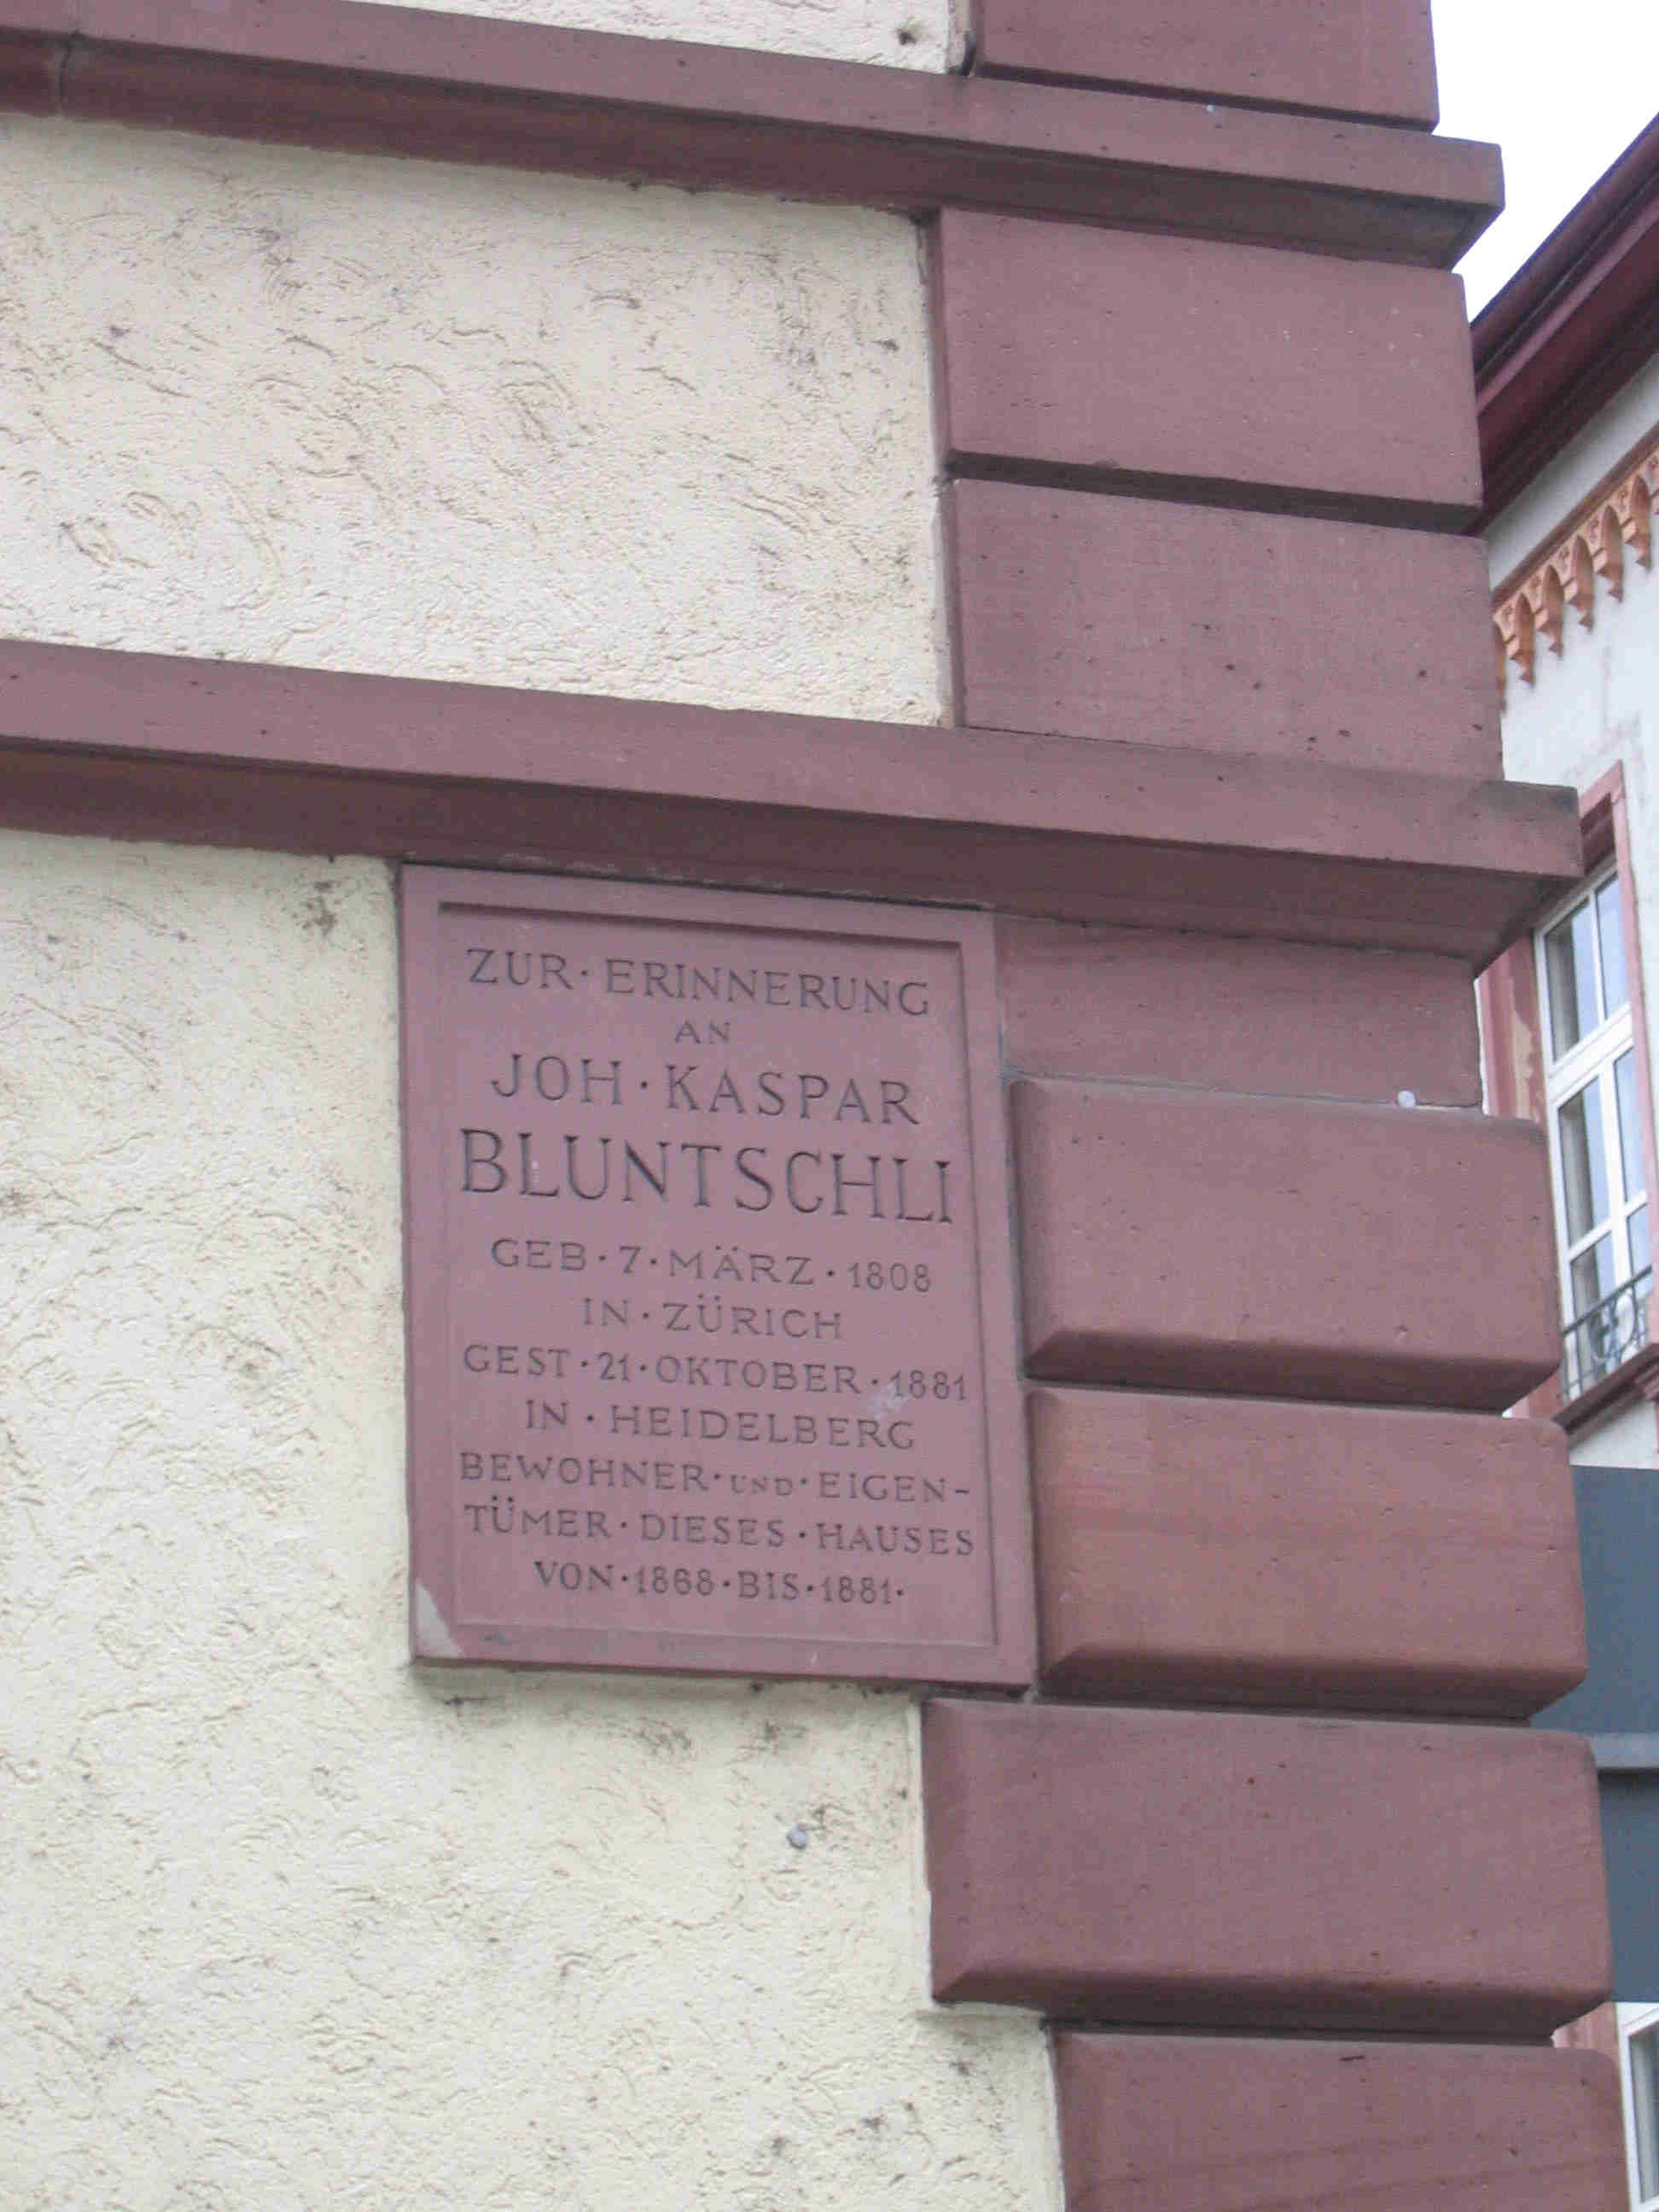 ZUR · ERINNERUNG
AN
JOH · KASPAR
BLUNTSCHLI
GEB · 7 · MÄRZ · 1808
IN · ZÜRICH
GEST · 21 · OKTOBER · 1881
IN · HEIDELBERG
BEWOHNER · UND · EIGEN-
TÜMER · DIESES · HAUSES
VON · 1868 · BIS · 1881 ·